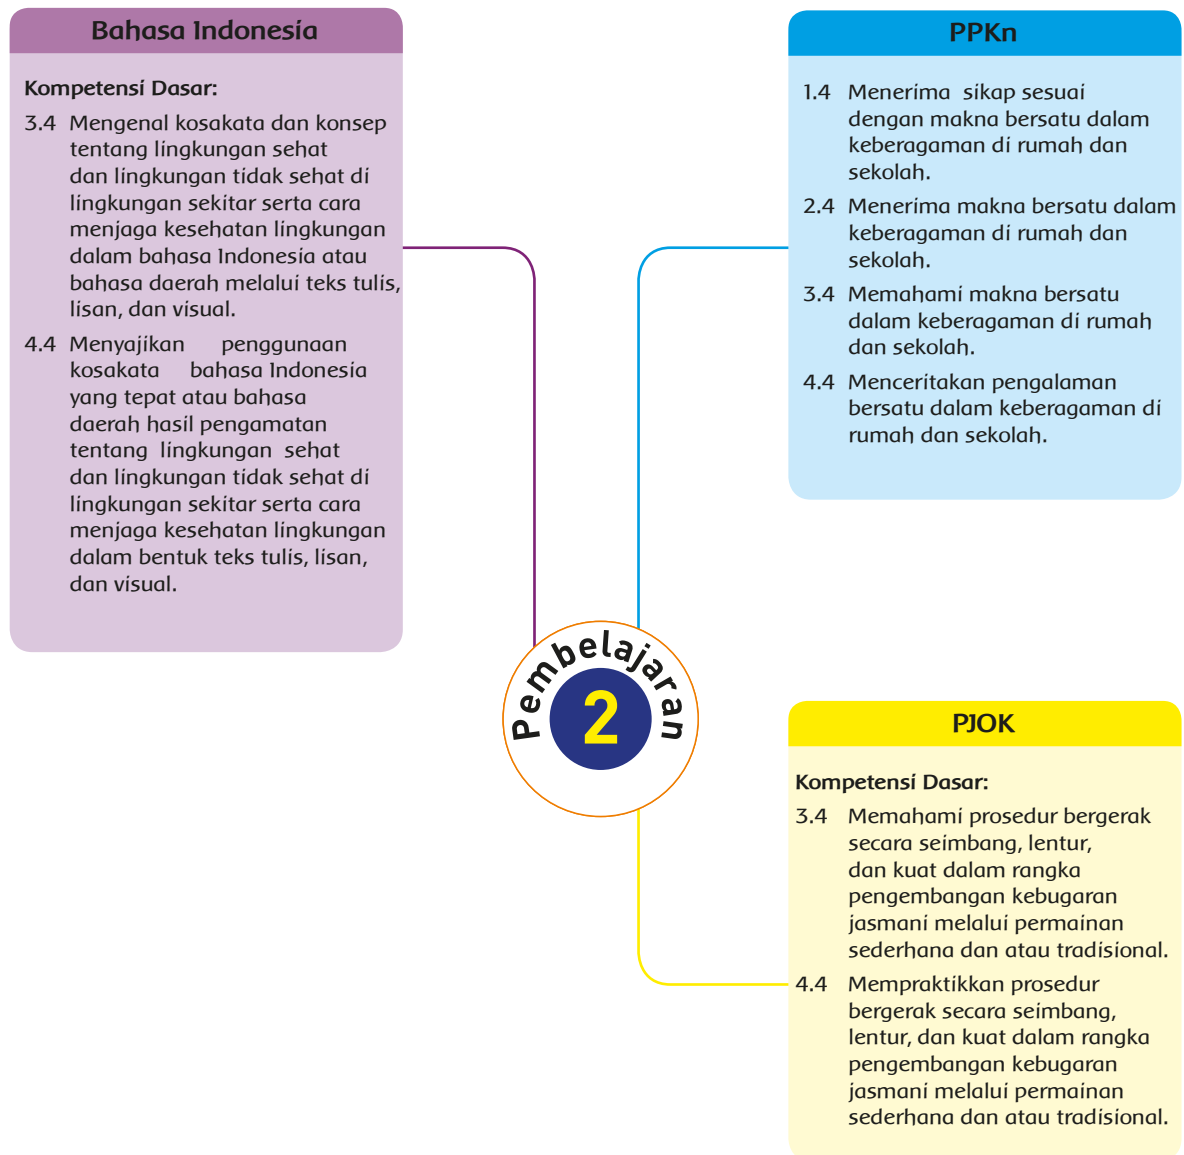 Bahasa Indonesia
Kompetensi Dasar:
3.4 Mengenal kosakata dan konsep
tentang lingkungan sehat
dan lingkungan tidak sehat di
lingkungan sekitar serta cara
menjaga kesehatan lingkungan
dalam bahasa Indonesia atau
bahasa daerah melalui teks tulis,
lisan, dan visual.
4.4 Menyajikan penggunaan
kosakata bahasa Indonesia
yang tepat atau bahasa
daerah hasil pengamatan
tentang lingkungan sehat
dan lingkungan tidak sehat di
lingkungan sekitar serta cara
menjaga kesehatan lingkungan
dalam bentuk teks tulis, lisan,
dan visual.
PPKn
1.4 Menerima sikap sesuai
dengan makna bersatu dalam
keberagaman di rumah dan
sekolah.
2.4 Menerima makna bersatu dalam
keberagaman di rumah dan
sekolah.
3.4 Memahami makna bersatu
dalam keberagaman di rumah
dan sekolah.
4.4 Menceritakan pengalaman
bersatu dalam keberagaman di
rumah dan sekolah.
Pembelajaran
2
PJOK
Kompetensi Dasar:
3.4 Memahami prosedur bergerak
secara seimbang, lentur,
dan kuat dalam rangka
pengembangan kebugaran
jasmani melalui permainan
sederhana dan atau tradisional.
4.4 Mempraktikkan prosedur
bergerak secara seimbang,
lentur, dan kuat dalam rangka
pengembangan kebugaran
jasmani melalui permainan
sederhana dan atau tradisional.